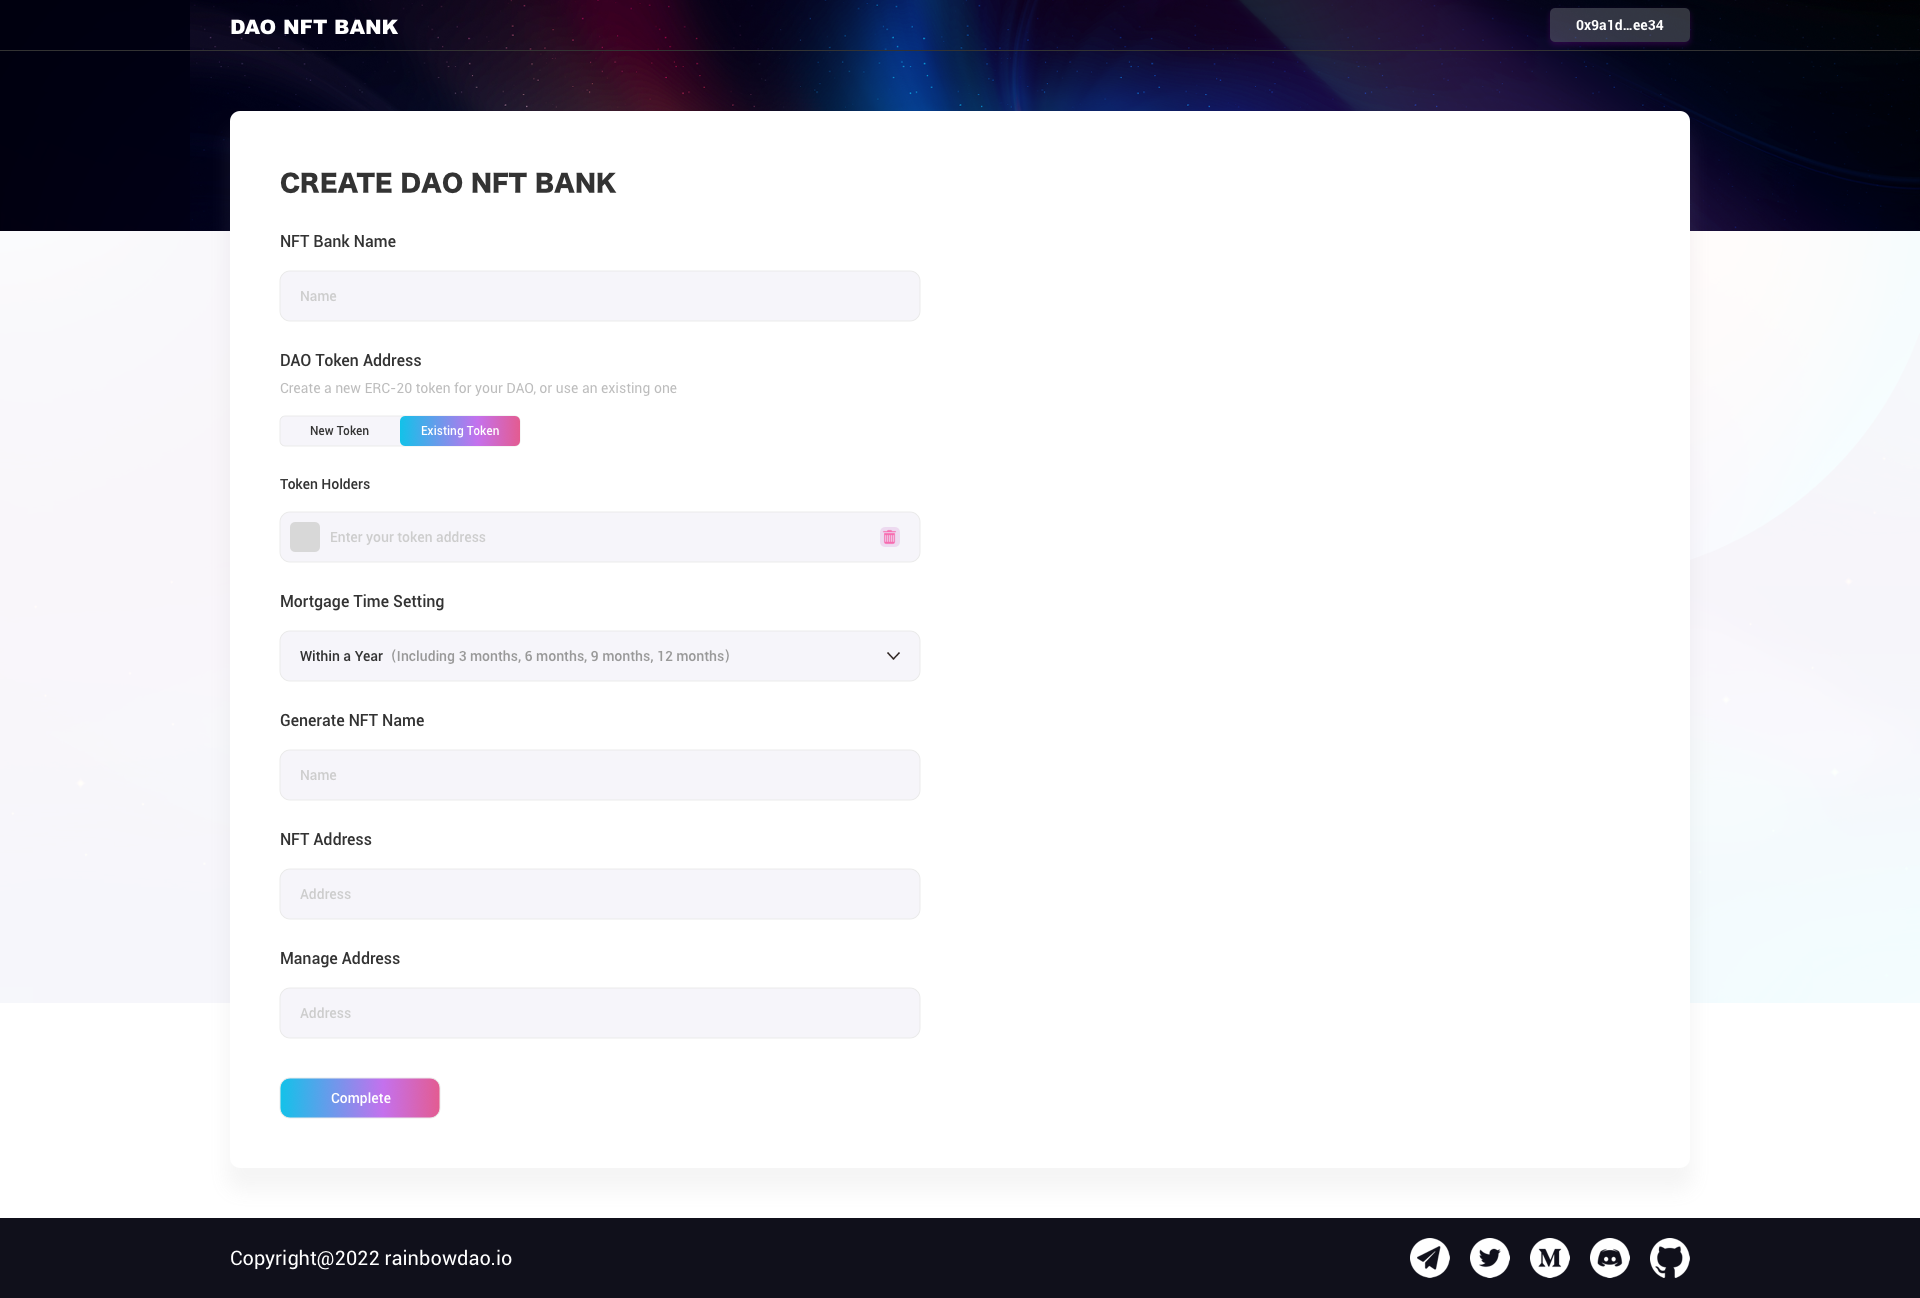 DAO NFT BANK
0x9a1d...ee34
CREATE DAO NFT BANK
NFT Bank Name
Name
DAO Token Address
Create a new ERC-20 token for your DAO, or use an existing one
New Token
Existing Token
Token Holders
Enter your token address
Mortgage Time Setting
Within a Year (Including 3 months, 6 months, 9 months, 12 months)
Generate NFT Name
Name
NFT Address
Address
Manage Address
Address
Complete
Copyright@2022 rainbowdao.io
M